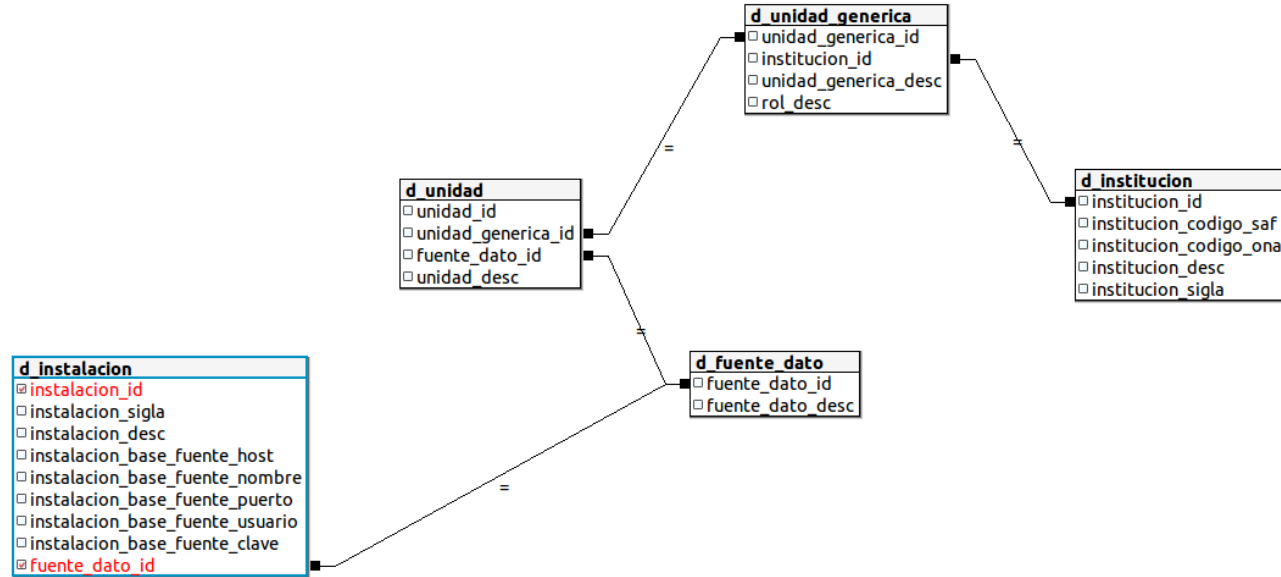 d_unidad_generica
unidad_generica_id
institucion_id
unidad_generica_desc
rol_desc
=
=
d_unidad
unidad_id
unidad_generica_id
fuente_dato_id
unidad_desc
d_institucion
institucion_id
institucion_codigo_saf
institucion_codigo_ona
institucion_desc
institucion_sigla
=
d_fuente_dato
fuente_dato_id
fuente_dato_desc
d_instalacion
instalacion_id
instalacion_sigla
instalacion_desc
instalacion_base_fuente_host
instalacion_base_fuente_nombre
instalacion_base_fuente_puerto
instalacion_base_fuente_usuario
instalacion_base_fuente_clave
fuente_dato_id
=